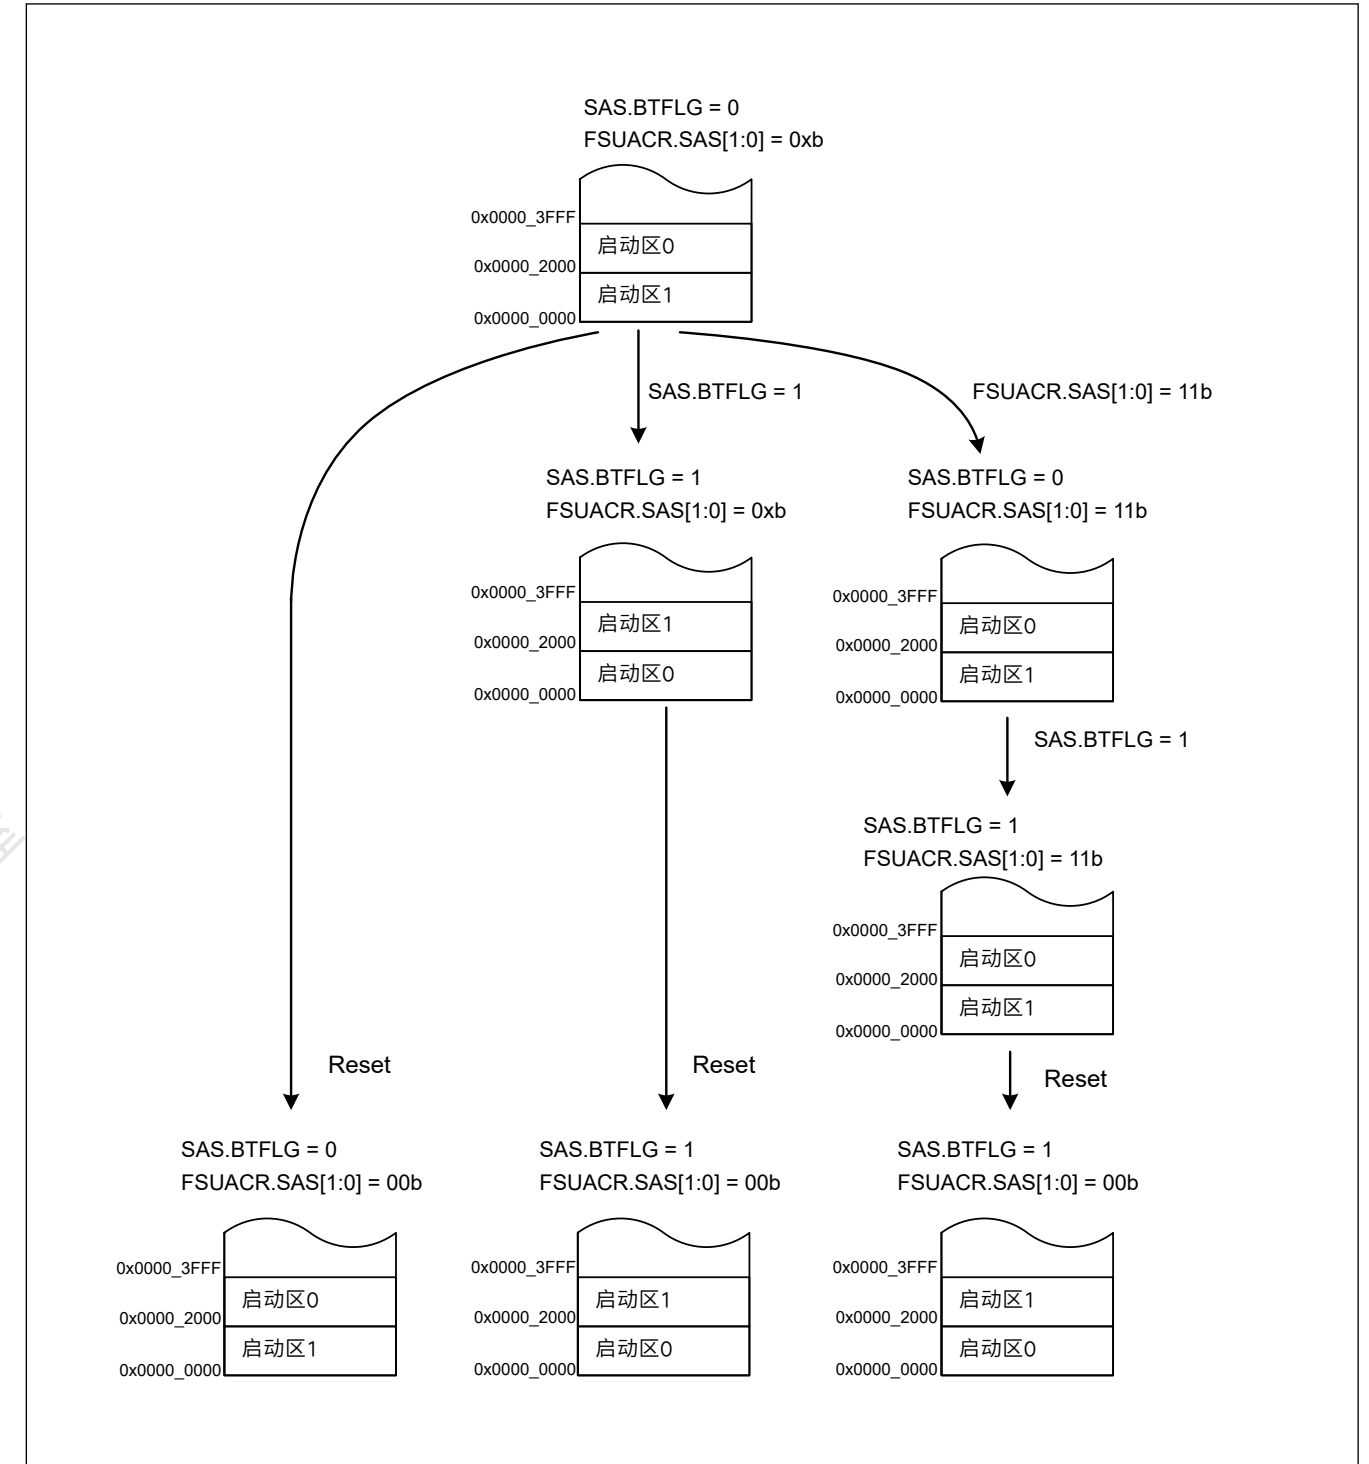 SAS.BTFLG = 0
FSUACR.SAS[1:0] = 0xb
0x0000_3FFF
启动区0
0x0000_2000
启动区1
0x0000_0000
SAS.BTFLG = 1
FSUACR.SAS[1:0] = 11b
SAS.BTFLG = 1
FSUACR.SAS[1:0] = 0xb
0x0000_3FFF
启动区1
0x0000_2000
启动区0
0x0000_0000
SAS.BTFLG = 0
FSUACR.SAS[1:0] = 11b
0x0000_3FFF
启动区0
0x0000_2000
启动区1
0x0000_0000
SAS.BTFLG = 1
SAS.BTFLG = 1
FSUACR.SAS[1:0] = 11b
0x0000_3FFF
启动区0
0x0000_2000
启动区1
0x0000_0000
Reset
Reset
Reset
SAS.BTFLG = 0
FSUACR.SAS[1:0] = 00b
0x0000_3FFF
启动区0
0x0000_2000
启动区1
0x0000_0000
SAS.BTFLG = 1
FSUACR.SAS[1:0] = 00b
0x0000_3FFF
启动区1
0x0000_2000
启动区0
0x0000_0000
SAS.BTFLG = 1
FSUACR.SAS[1:0] = 00b
0x0000_3FFF
启动区1
0x0000_2000
启动区0
0x0000_0000